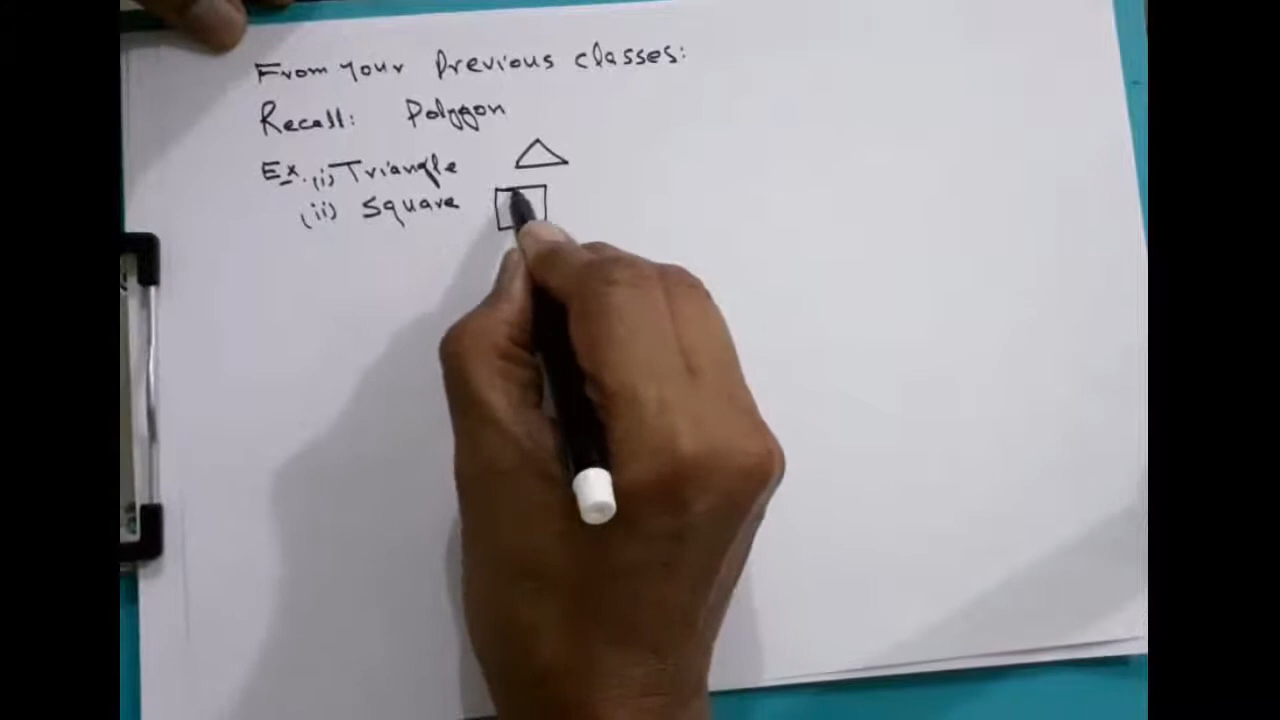 From your Previous classes:
Recall: Polygon
Ex. (i) Triangle
(ii) Square